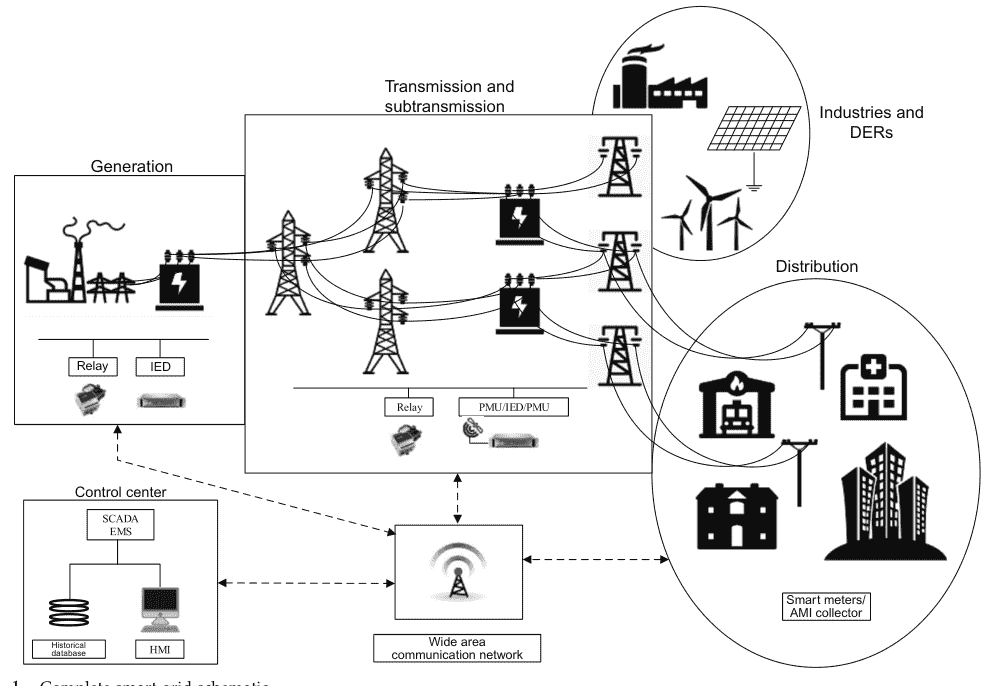 Transmission and
subtransmission
Industries and
DERs
Generation
Distribution
Relay
IED
Relay
PMU/IED/PMU
Control center
SCADA
EMS
Historical
database
HMI
Wide area
communication network
Smart meters/
AMI collector
1 Complete smart grid schematic